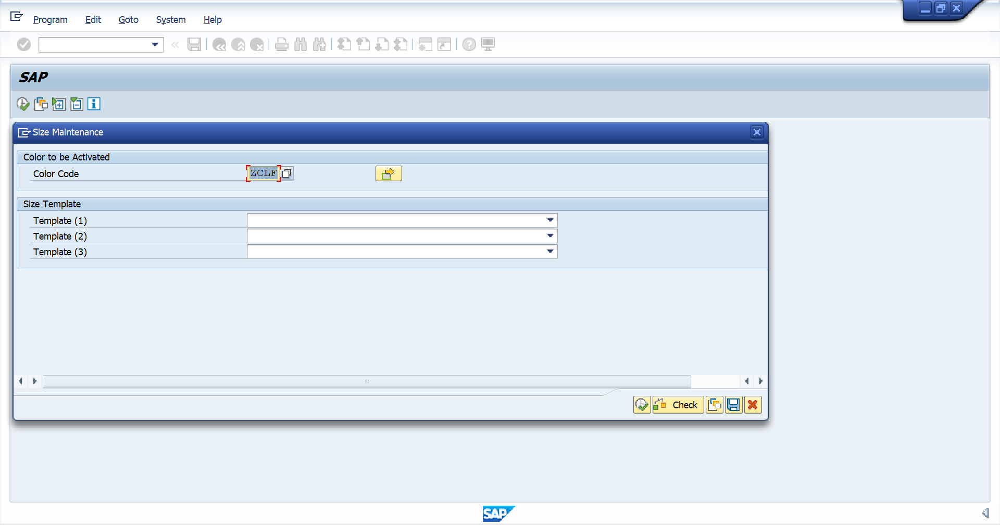 Program Edit Goto System Help
SAP
Size Maintenance
Color to be Activated
Color Code ZCLF
Size Template
Template (1)
Template (2)
Template (3)
Check
SAP